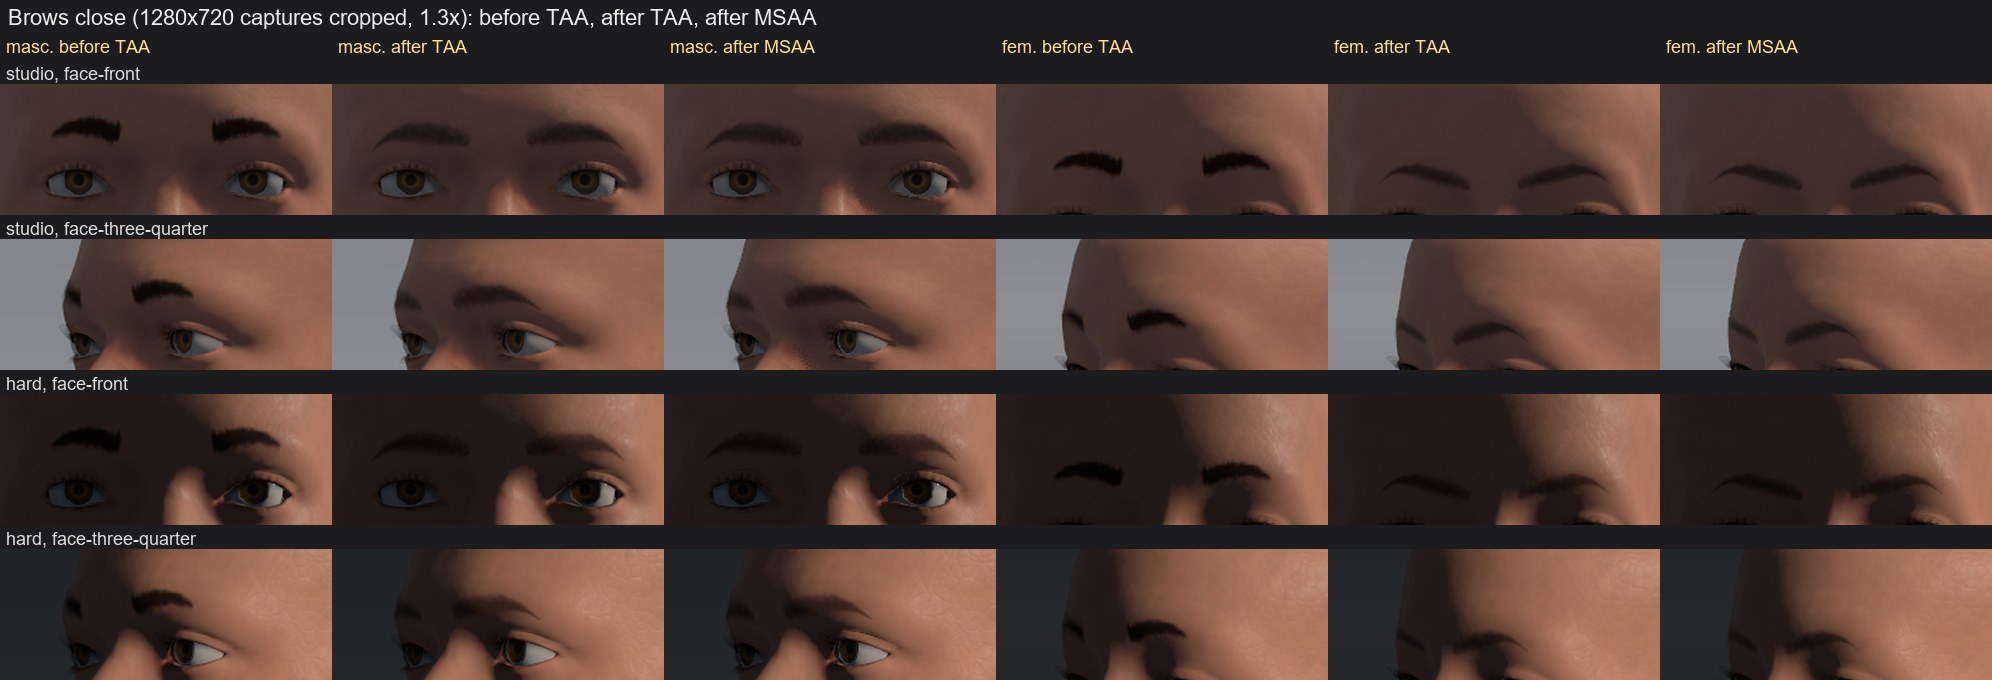 Brows close (1280x720 captures cropped, 1.3x): before TAA, after TAA, after MSAA
masc. before TAA masc. after TAA masc. after MSAA fem. before TAA fem. after TAA fem. after MSAA
studio, face-front
studio, face-three-quarter
hard, face-front
hard, face-three-quarter